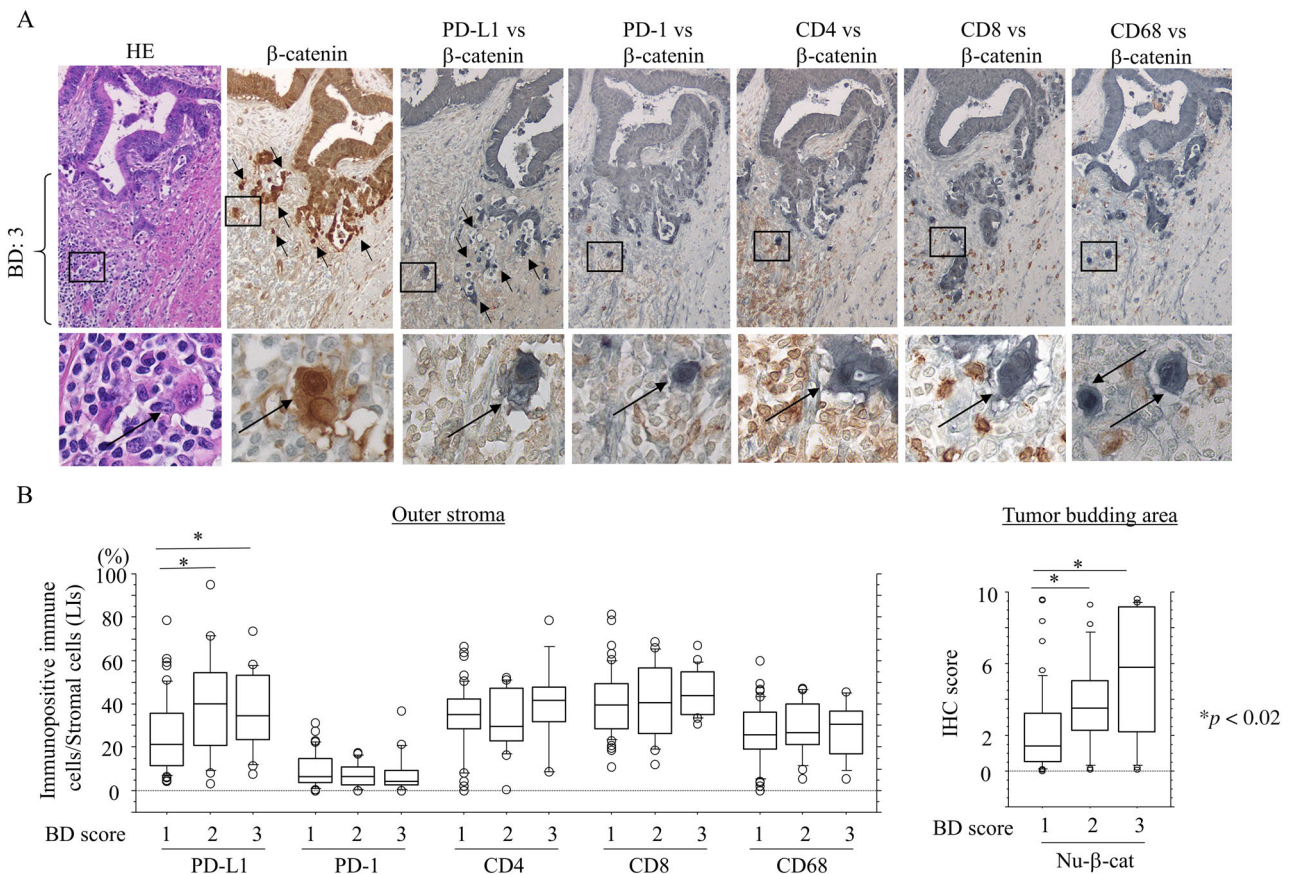 A
HE
β-catenin
PD-L1 vs
β-catenin
PD-1 vs
β-catenin
CD4 vs
β-catenin
CD8 vs
β-catenin
CD68 vs
β-catenin
BD: 3
B
Outer stroma
Tumor budding area
(%)
Immunopositive immune
cells/Stromal cells (LIs)
100
80
60
40
20
0
*
*
BD score
1 2 3
1 2 3
1 2 3
1 2 3
1 2 3
PD-L1
PD-1
CD4
CD8
CD68
IHC score
10
6
2
0
*
*
*p < 0.02
BD score
1 2 3
Nu-β-cat